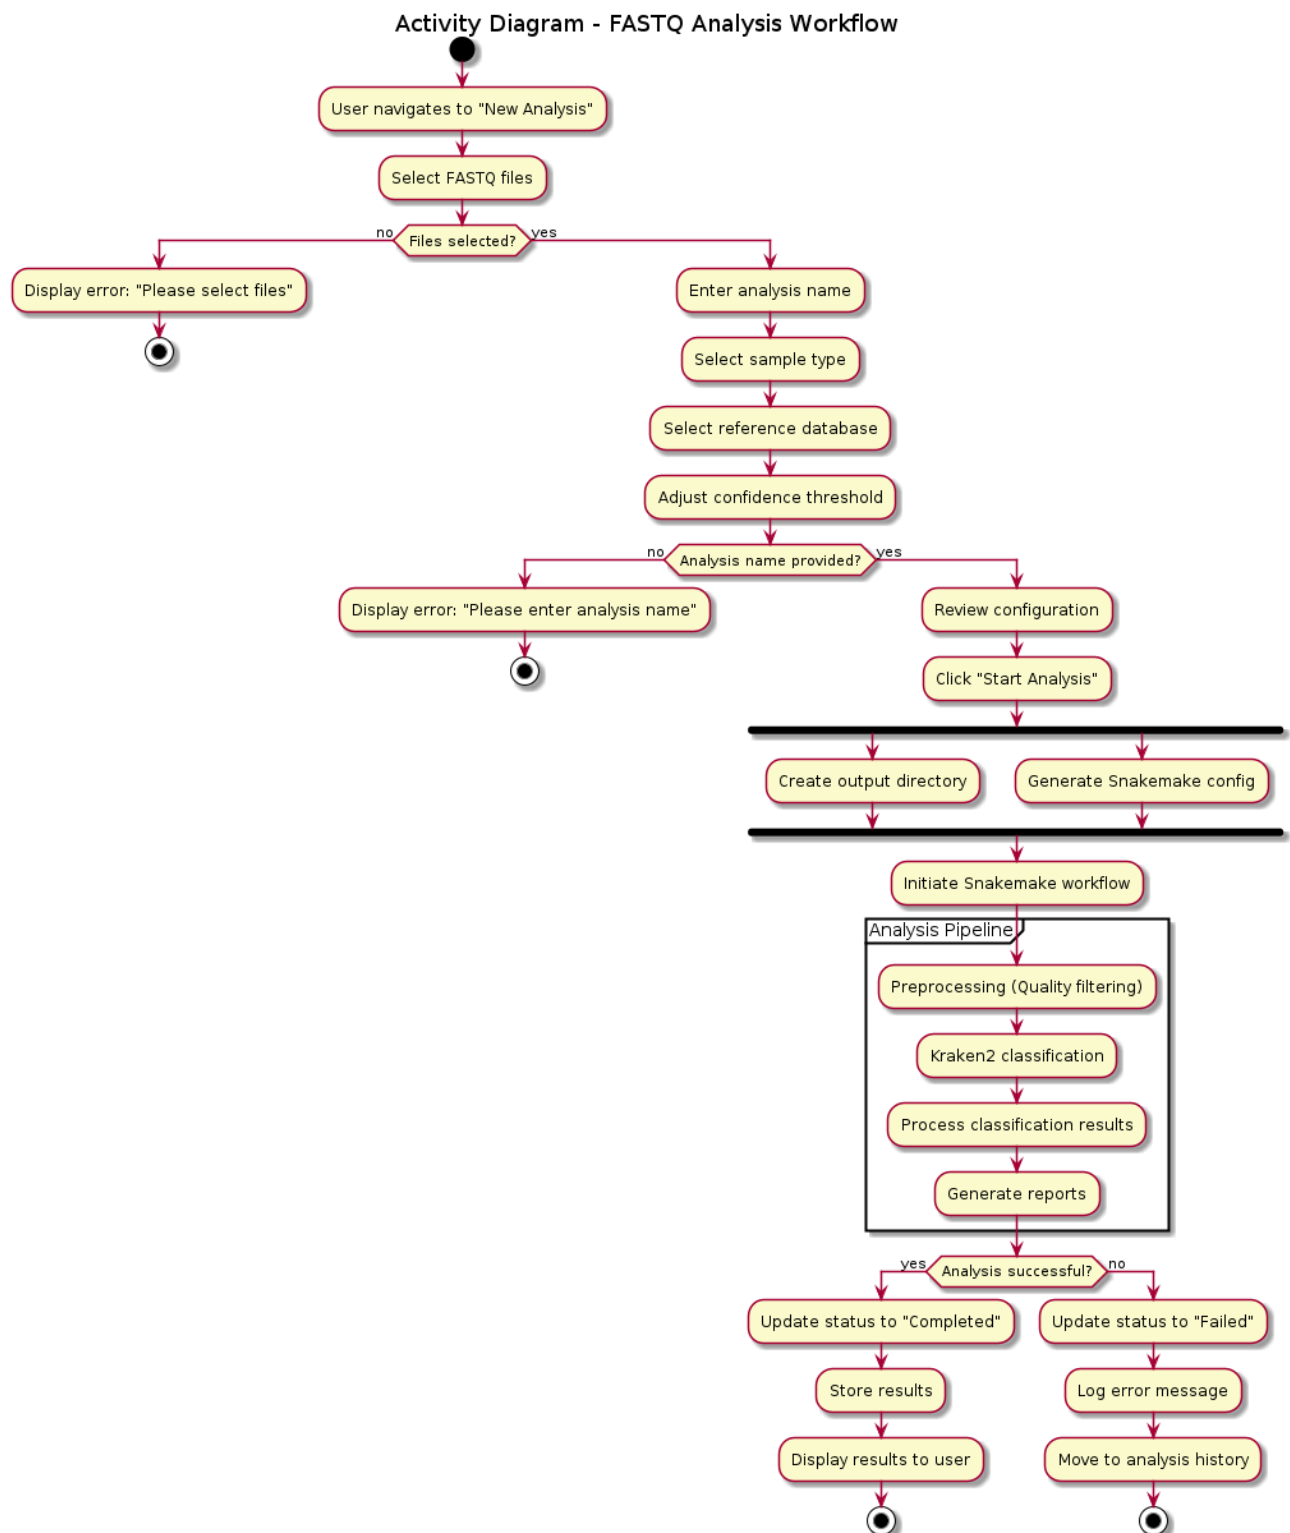 Activity Diagram - FASTQ Analysis Workflow
User navigates to "New Analysis"
Select FASTQ files
no
Files selected?
yes
Display error: "Please select files"
Enter analysis name
Select sample type
Select reference database
Adjust confidence threshold
no
Analysis name provided?
yes
Display error: "Please enter analysis name"
Review configuration
Click "Start Analysis"
Create output directory
Generate Snakemake config
Initiate Snakemake workflow
Analysis Pipeline
Preprocessing (Quality filtering)
Kraken2 classification
Process classification results
Generate reports
yes
Analysis successful?
no
Update status to "Completed"
Update status to "Failed"
Store results
Log error message
Display results to user
Move to analysis history